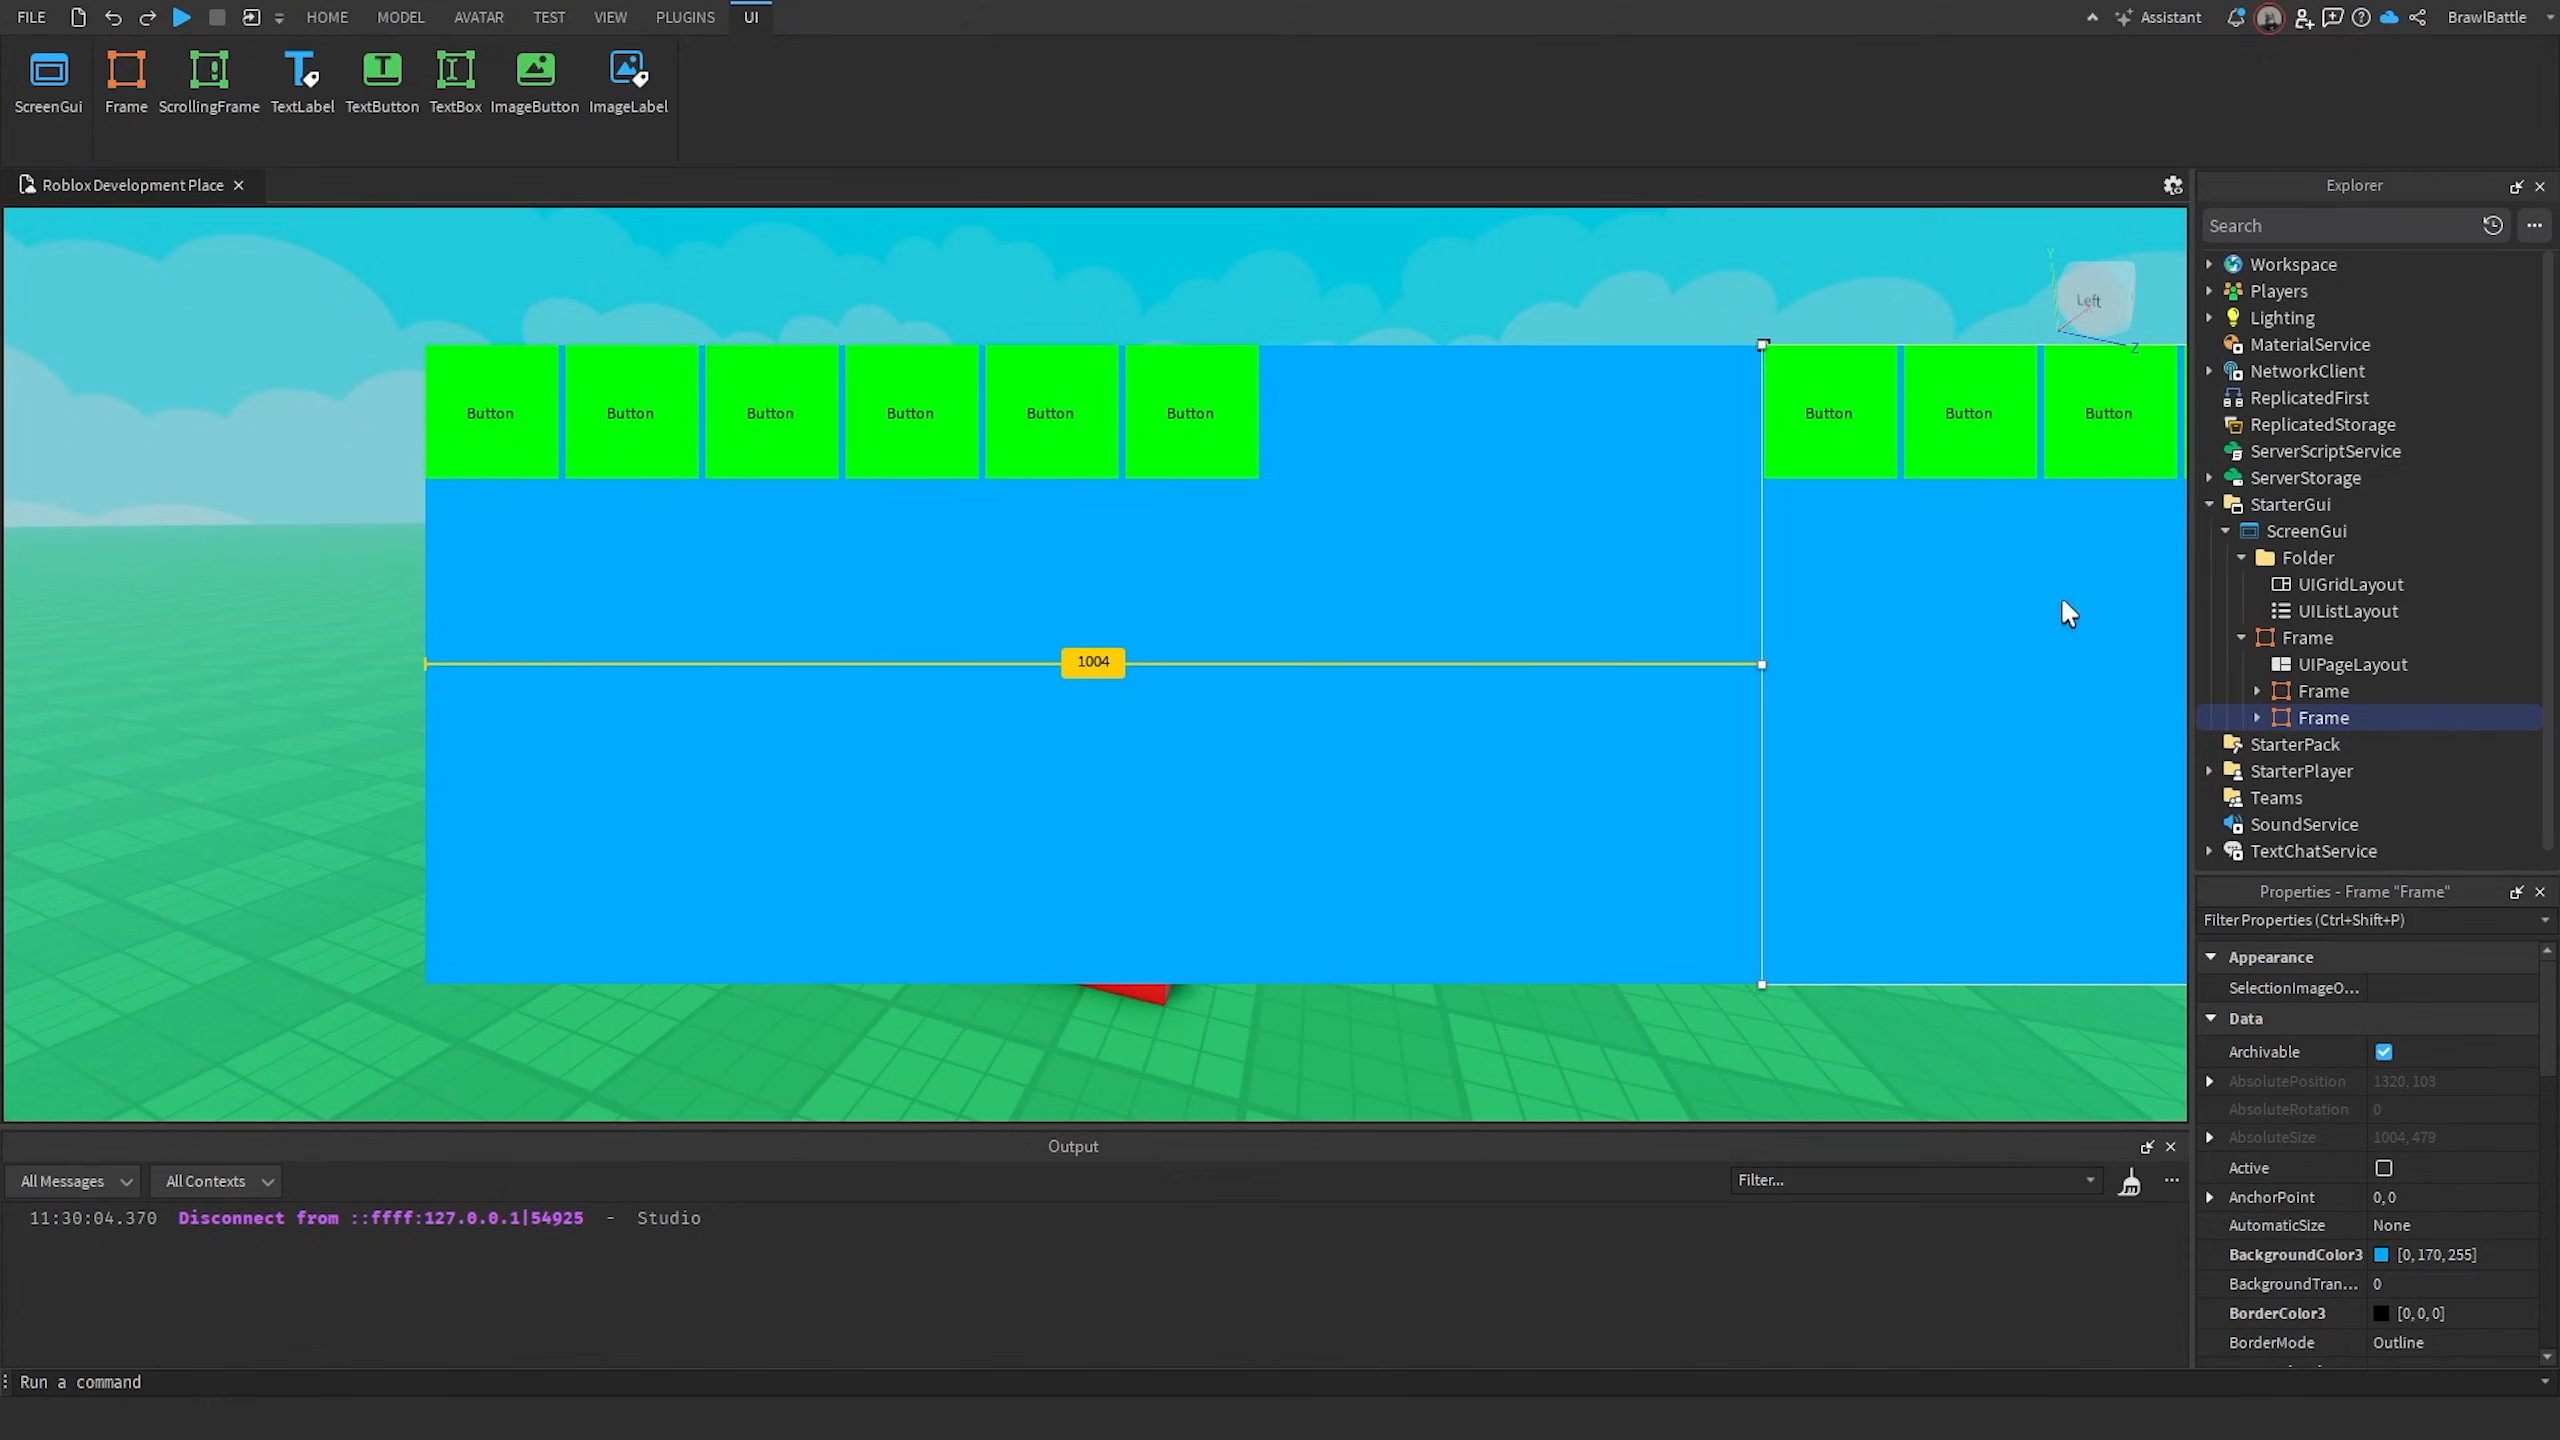 FILE HOME MODEL AVATAR TEST VIEW PLUGINS UI Assistant BrawlBattle
ScreenGui Frame ScrollingFrame TextLabel TextButton TextBox ImageButton ImageLabel
Roblox Development Place
Explorer
Search
Workspace
Players
Lighting
MaterialService
NetworkClient
ReplicatedFirst
ReplicatedStorage
ServerScriptService
ServerStorage
StarterGui
ScreenGui
Folder
UIGridLayout
UIListLayout
Frame
UIPageLayout
Frame
Frame
StarterPack
StarterPlayer
Teams
SoundService
TextChatService
Y
Left
Z
Button Button Button Button Button Button Button Button Button
1004
Properties - Frame "Frame"
Filter Properties (Ctrl+Shift+P)
Appearance
SelectionImageO...
Data
Archivable
AbsolutePosition 1320, 103
AbsoluteRotation 0
AbsoluteSize 1004, 479
Active
AnchorPoint 0, 0
AutomaticSize None
BackgroundColor3 [0, 170, 255]
BackgroundTran... 0
BorderColor3 [0, 0, 0]
BorderMode Outline
Output
All Messages All Contexts Filter...
11:30:04.370 Disconnect from ::ffff:127.0.0.1|54925 - Studio
Run a command